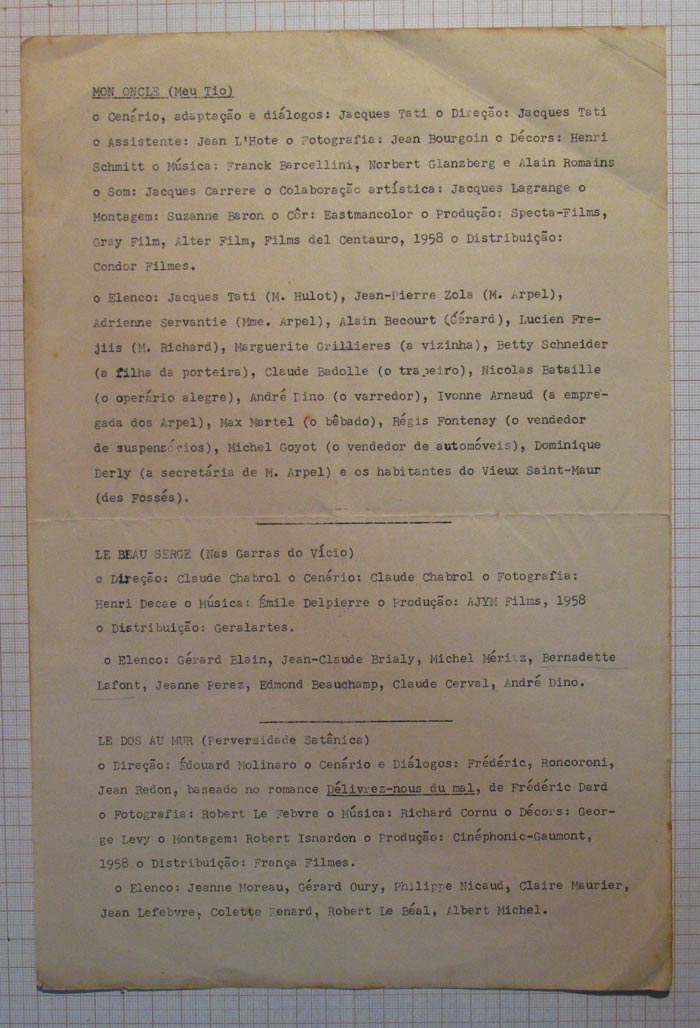 MON ONCLE (Meu Tio)
o Cenário, adaptação e diálogos: Jacques Tati o Direção: Jacques Tati
o Assistente: Jean L'Hote o Fotografia: Jean Bourgoin o Décors: Henri
Schmitt o Música: Franck Barcellini, Norbert Glanzberg e Alain Romains
o Som: Jacques Carrere o Colaboração artística: Jacques Lagrange o
Montagem: Suzanne Baron o Côr: Eastmancolor o Produção: Specta-Films,
Gray Film, Alter Film, Films del Centauro, 1958 o Distribuição:
Condor Filmes.
o Elenco: Jacques Tati (M. Hulot), Jean-Pierre Zola (M. Arpel),
Adrienne Servantie (Mme. Arpel), Alain Becourt (Gérard), Lucien Fre-
jiis (M. Richard), Marguerite Grillieres (a vizinha), Betty Schneider
(a filha da porteira), Claude Badolle (o trapeiro), Nicolas Bataille
(o operário alegre), André Dino (o varredor), Ivonne Arnaud (a empre-
gada dos Arpel), Max Martel (o bêbado), Régis Fontenay (o vendedor
de suspensórios), Michel Goyot (o vendedor de automóveis), Dominique
Derly (a secretária de M. Arpel) e os habitantes do Vieux Saint-Maur
(des Fossés).
LE BEAU SERGE (Nas Garras do Vício)
o Direção: Claude Chabrol o Cenário: Claude Chabrol o Fotografia:
Henri Decae o Música: Émile Delpierre o Produção: AJYM Films, 1958
o Distribuição: Geralartes.
o Elenco: Gérard Blain, Jean-Claude Brialy, Michel Méritz, Bernadette
Lafont, Jeanne Perez, Edmond Beauchamp, Claude Cerval, André Dino.
LE DOS AU MUR (Perversidade Satânica)
o Direção: Édouard Molinaro o Cenário e Diálogos: Frédéric, Roncoroni,
Jean Redon, baseado no romance Délivrez-nous du mal, de Frédéric Dard
o Fotografia: Robert Le Febvre o Música: Richard Cornu o Décors: Geor-
ge Levy o Montagem: Robert Isnardon o Produção: Cinéphonic-Gaumont,
1958 o Distribuição: França Filmes.
o Elenco: Jeanne Moreau, Gérard Oury, Philippe Nicaud, Claire Maurier,
Jean Lefebvre, Colette Renard, Robert Le Béal, Albert Michel.